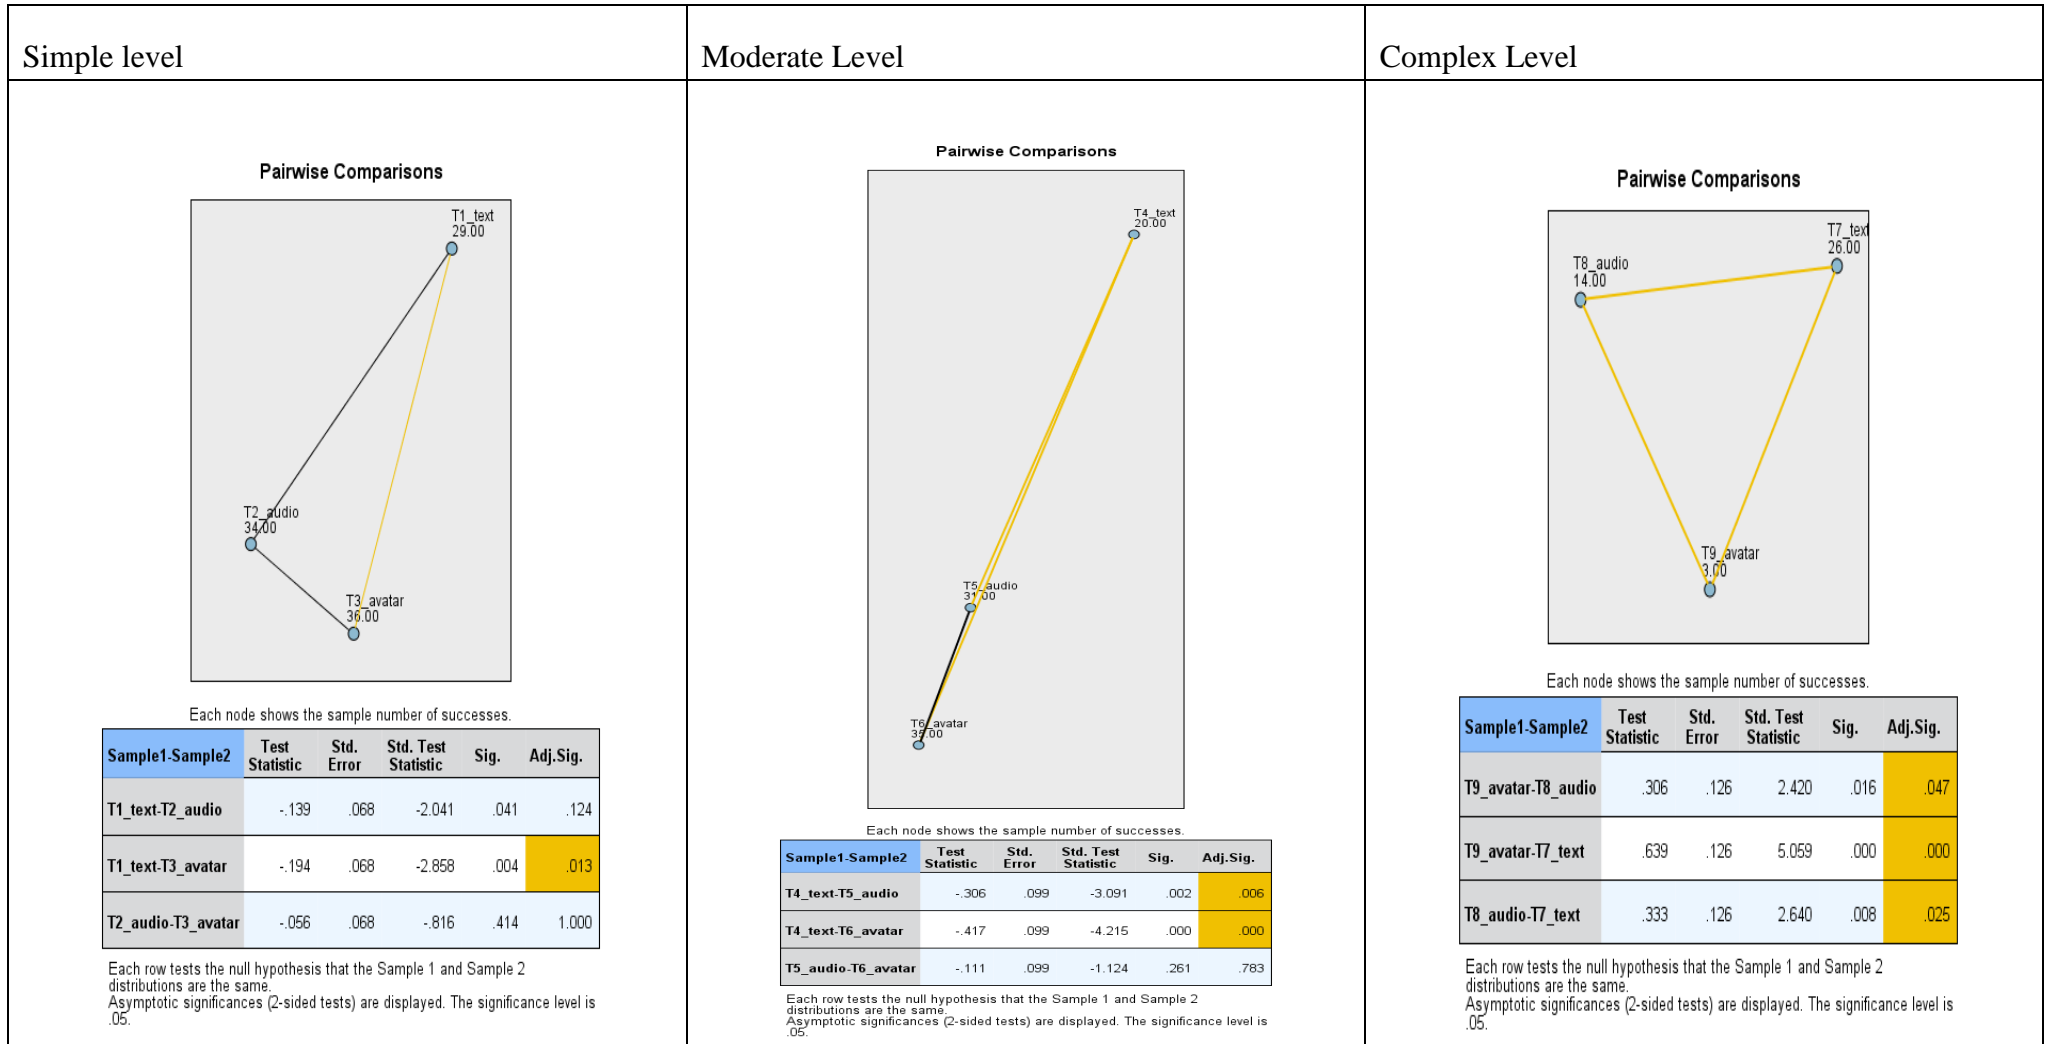 Simple level
Moderate Level
Complex Level
Pairwise Comparisons
T1_text
29.00
T2_audio
34.00
T3_avatar
36.00
Each node shows the sample number of successes.
Sample1-Sample2 Test Statistic Std. Error Std. Test Statistic Sig. Adj.Sig.
T1_text-T2_audio -.139 .068 -2.041 .041 .124
T1_text-T3_avatar -.194 .068 -2.858 .004 .013
T2_audio-T3_avatar -.056 .068 -.816 .414 1.000
Each row tests the null hypothesis that the Sample 1 and Sample 2
distributions are the same.
Asymptotic significances (2-sided tests) are displayed. The significance level is
.05.
Pairwise Comparisons
T4_text
20.00
T5_audio
31.00
T6_avatar
35.00
Each node shows the sample number of successes.
Sample1-Sample2 Test Statistic Std. Error Std. Test Statistic Sig. Adj.Sig.
T4_text-T5_audio -.306 .099 -3.091 .002 .006
T4_text-T6_avatar -.417 .099 -4.215 .000 .000
T5_audio-T6_avatar -.111 .099 -1.124 .261 .783
Each row tests the null hypothesis that the Sample 1 and Sample 2
distributions are the same.
Asymptotic significances (2-sided tests) are displayed. The significance level is
.05.
Pairwise Comparisons
T7_text
26.00
T8_audio
14.00
T9_avatar
3.00
Each node shows the sample number of successes.
Sample1-Sample2 Test Statistic Std. Error Std. Test Statistic Sig. Adj.Sig.
T9_avatar-T8_audio .306 .126 2.420 .016 .047
T9_avatar-T7_text .639 .126 5.059 .000 .000
T8_audio-T7_text .333 .126 2.640 .008 .025
Each row tests the null hypothesis that the Sample 1 and Sample 2
distributions are the same.
Asymptotic significances (2-sided tests) are displayed. The significance level is
.05.